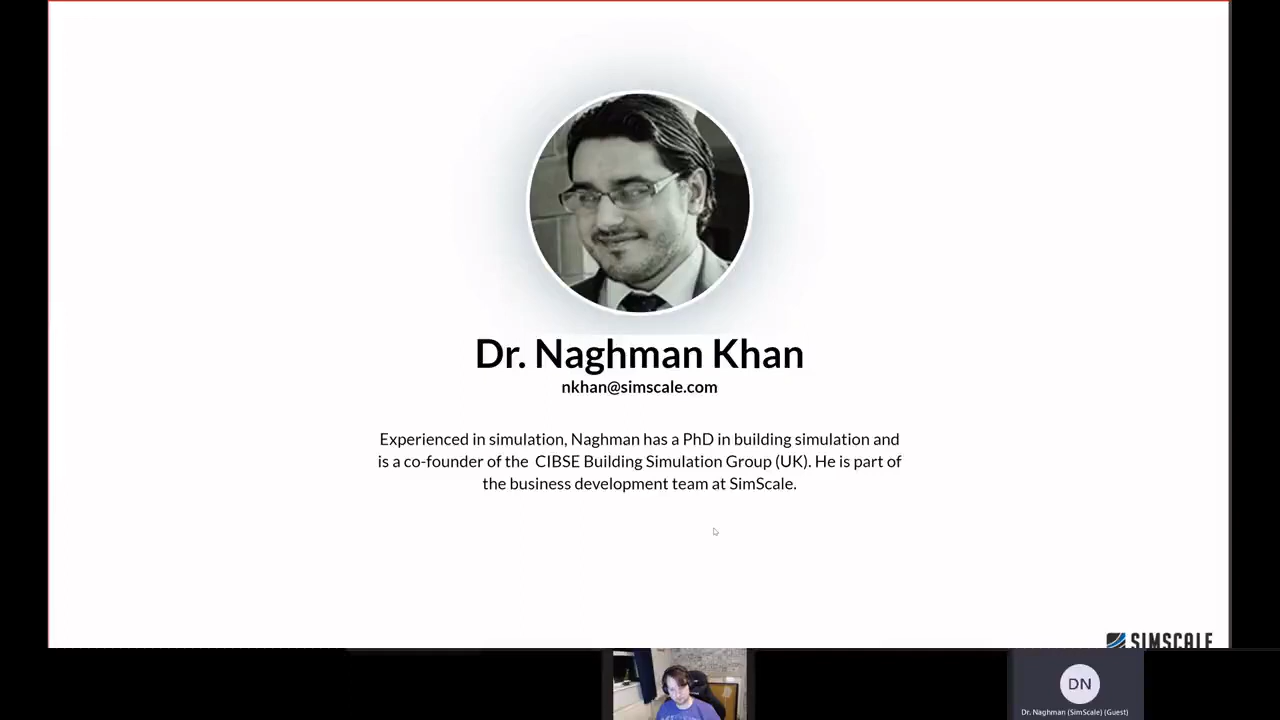 Dr. Naghman Khan
nkhan@simscale.com
Experienced in simulation, Naghman has a PhD in building simulation and
is a co-founder of the CIBSE Building Simulation Group (UK). He is part of
the business development team at SimScale.
SIMSCALE
DN
Dr. Naghman (SimScale) (Guest)